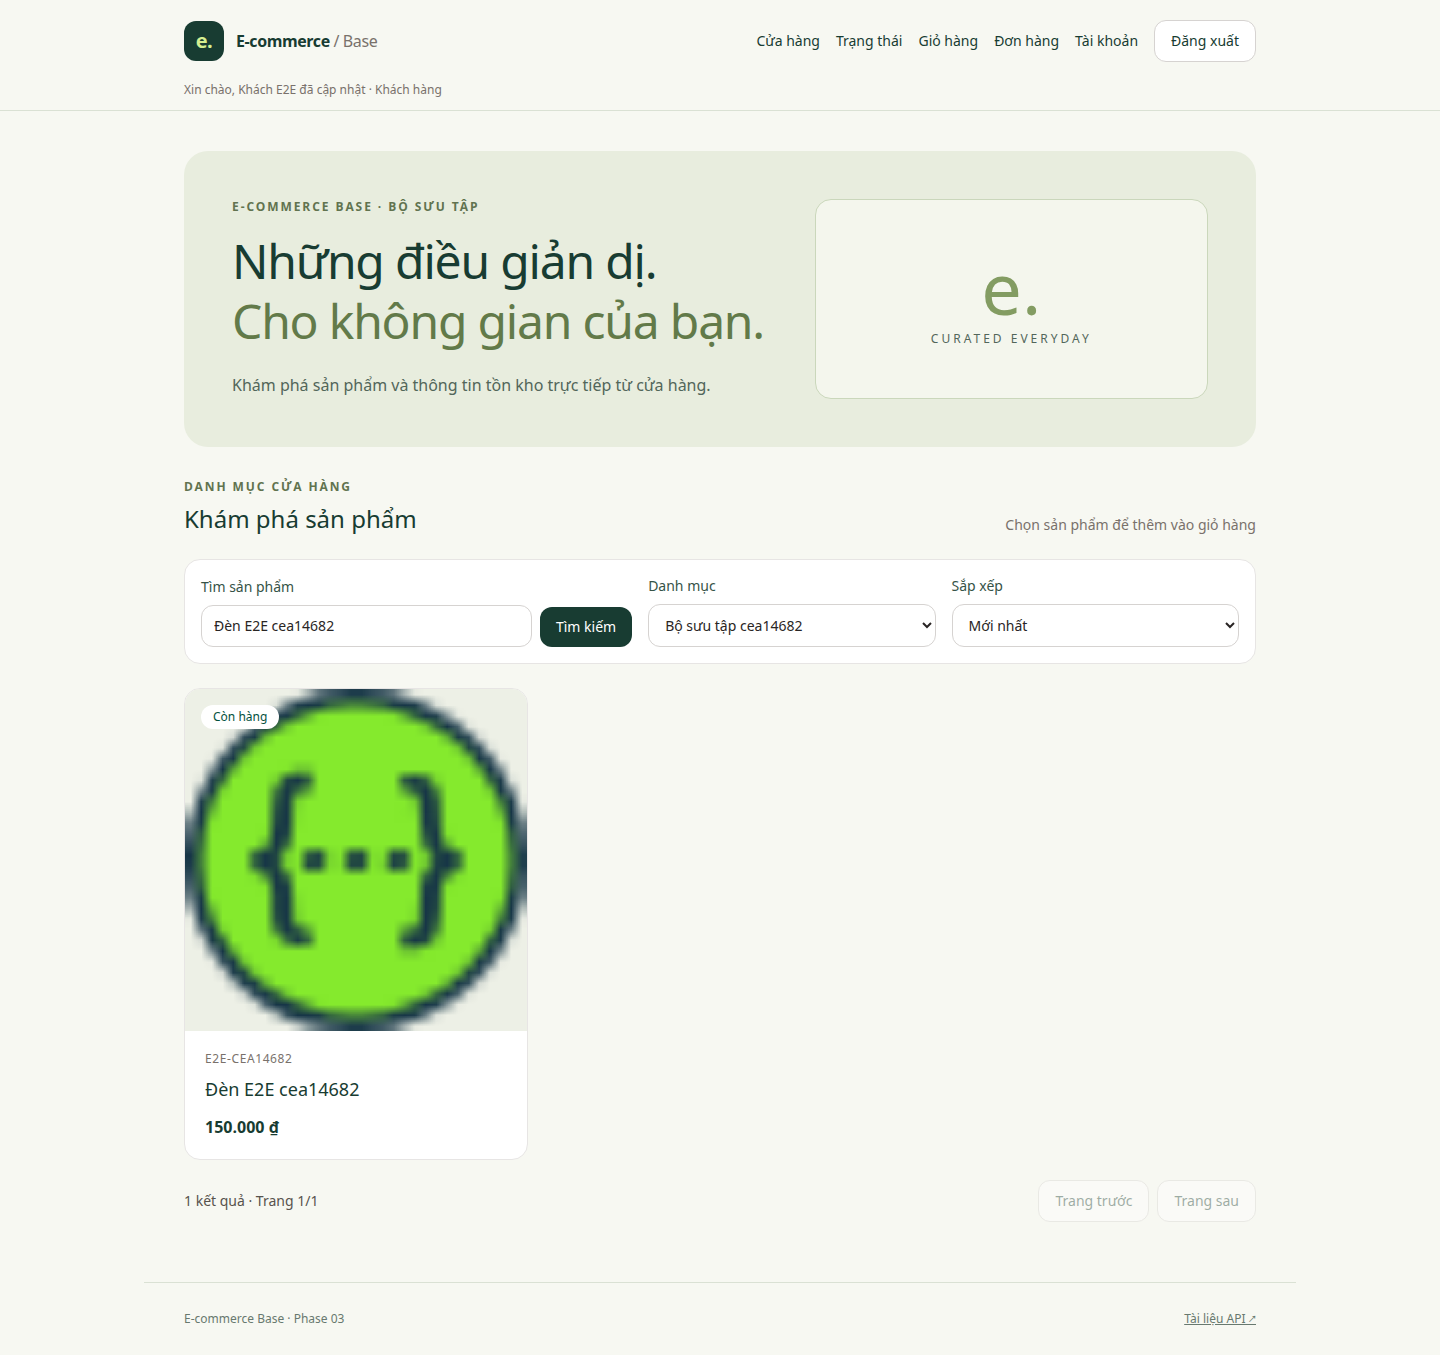 e. E-commerce / Base
Cửa hàng Trạng thái Giỏ hàng Đơn hàng Tài khoản Đăng xuất
Xin chào, Khách E2E đã cập nhật · Khách hàng
E-COMMERCE BASE · BỘ SƯU TẬP
Những điều giản dị.
Cho không gian của bạn.
Khám phá sản phẩm và thông tin tồn kho trực tiếp từ cửa hàng.
e.
CURATED EVERYDAY
DANH MỤC CỬA HÀNG
Khám phá sản phẩm
Chọn sản phẩm để thêm vào giỏ hàng
Tìm sản phẩm
Đèn E2E cea14682
Tìm kiếm
Danh mục
Bộ sưu tập cea14682
Sắp xếp
Mới nhất
Còn hàng
{...}
E2E-CEA14682
Đèn E2E cea14682
150.000 ₫
1 kết quả · Trang 1/1
Trang trước Trang sau
E-commerce Base · Phase 03
Tài liệu API ↗